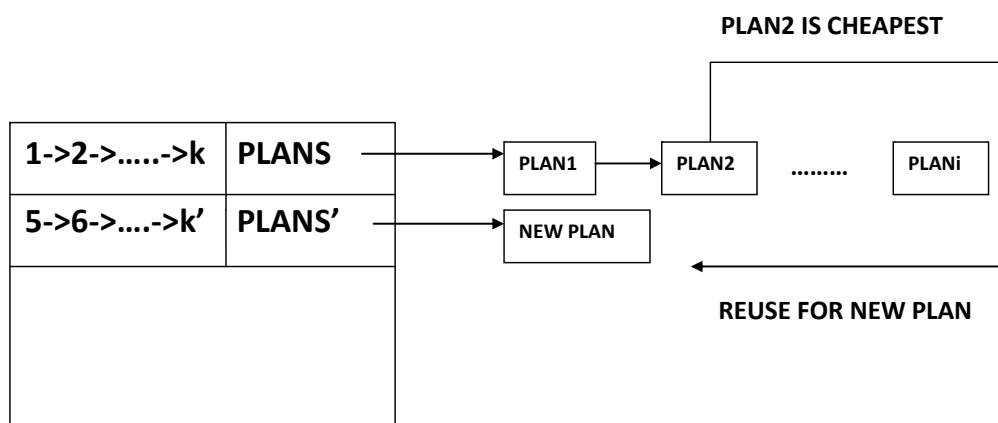 PLAN2 IS CHEAPEST
1->2->…..->k PLANS PLAN1 PLAN2 ……… PLANi
5->6->….->k’ PLANS’ NEW PLAN
REUSE FOR NEW PLAN